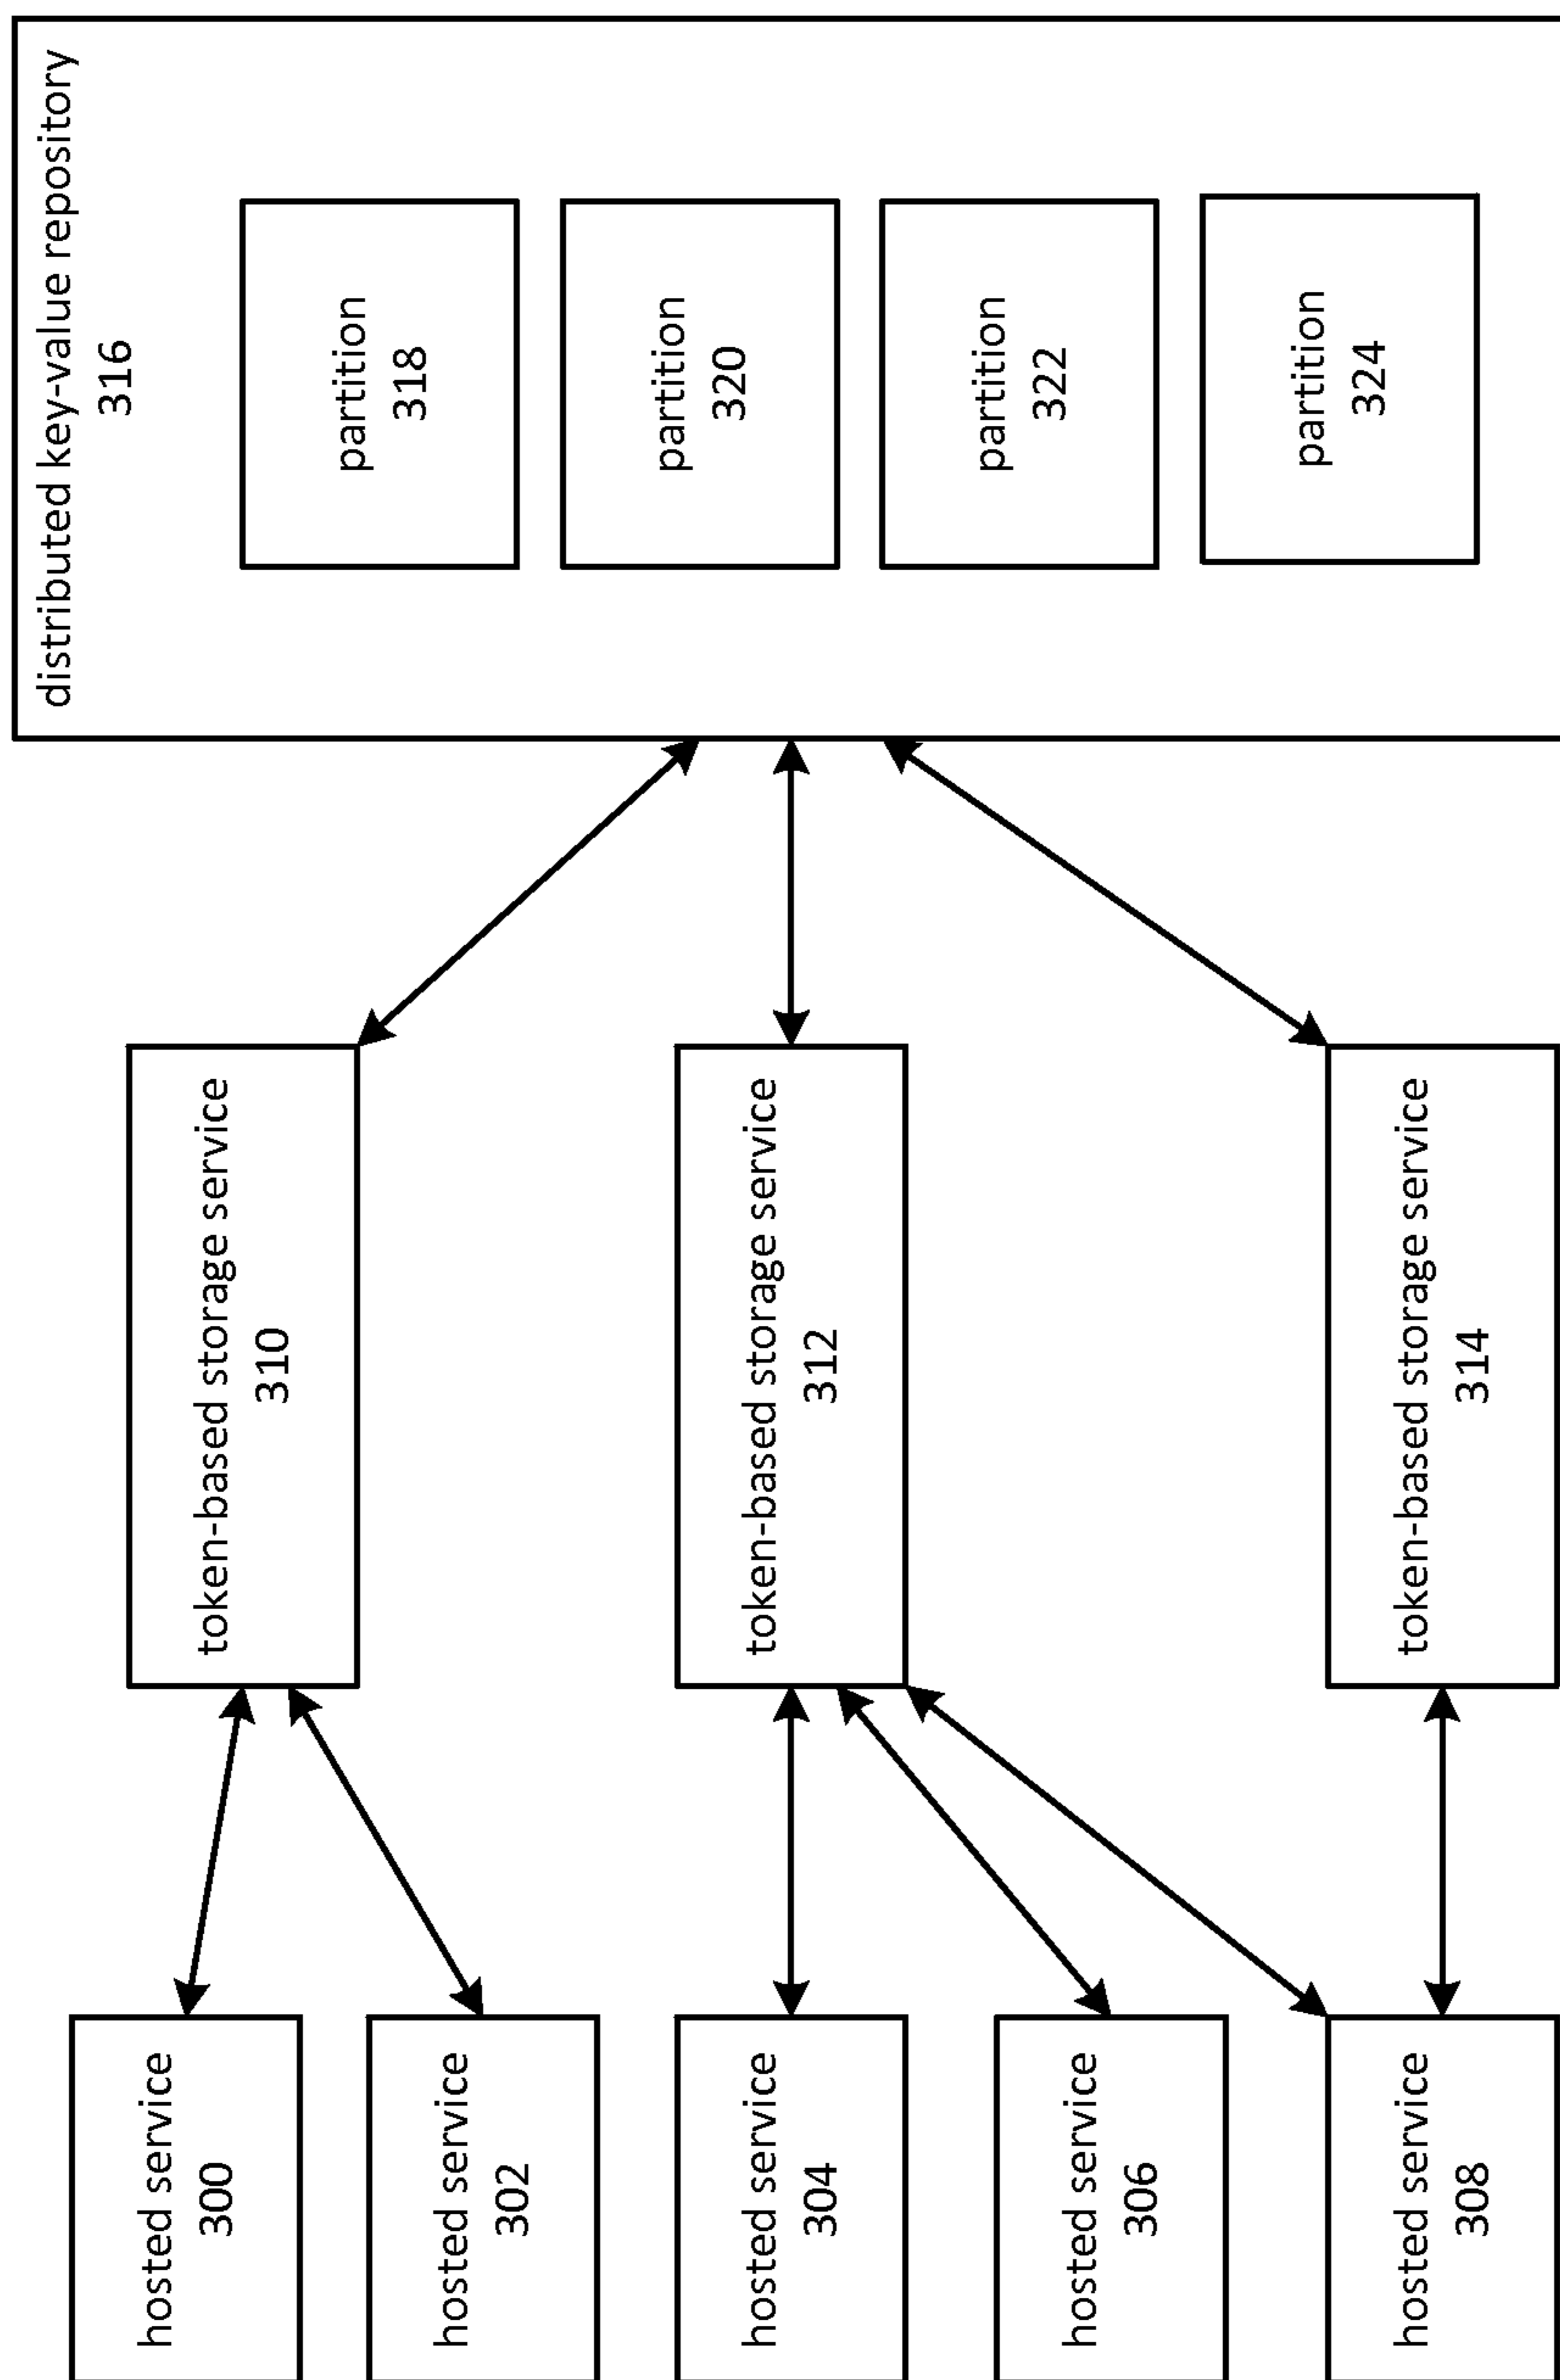 hosted service
300
hosted service
302
hosted service
304
hosted service
306
hosted service
308
token-based storage service
310
token-based storage service
312
token-based storage service
314
distributed key-value repository
316
partition
318
partition
320
partition
322
partition
324